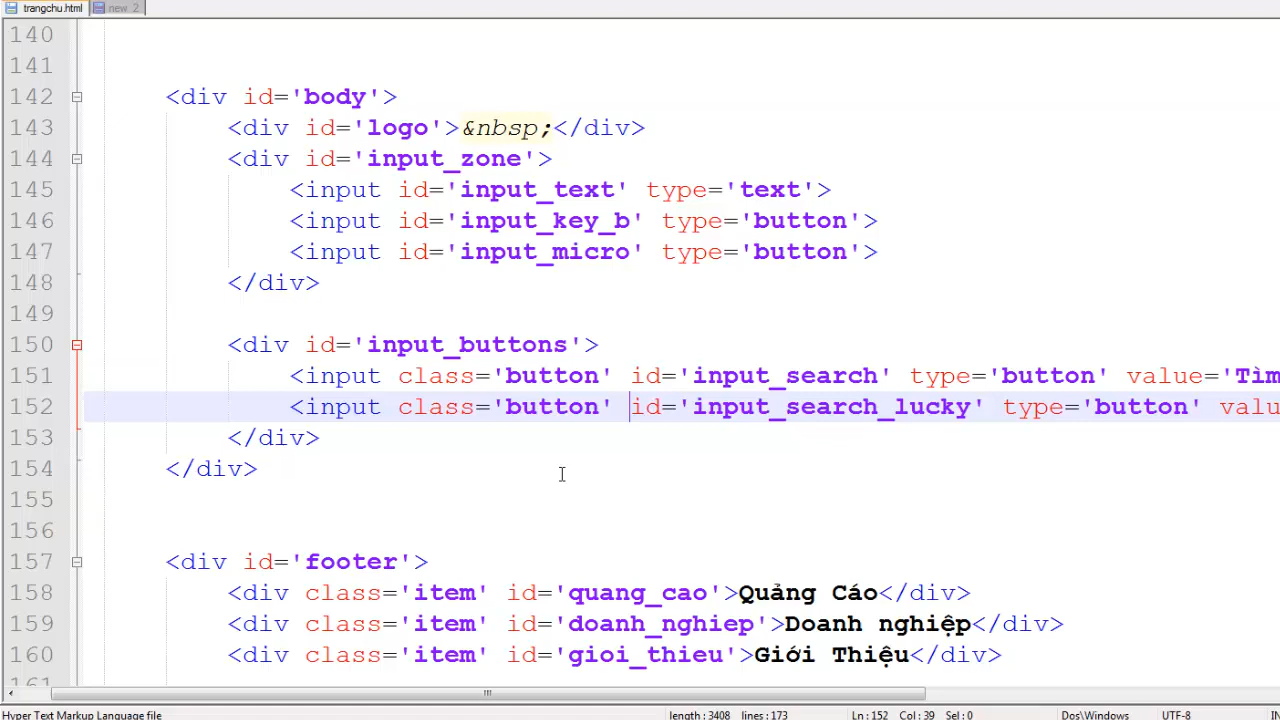 trangchu.html new 2
140
141
142 <div id='body'>
143 <div id='logo'>&nbsp;</div>
144 <div id='input_zone'>
145 <input id='input_text' type='text'>
146 <input id='input_key_b' type='button'>
147 <input id='input_micro' type='button'>
148 </div>
149
150 <div id='input_buttons'>
151 <input class='button' id='input_search' type='button' value='Tìm
152 <input class='button' id='input_search_lucky' type='button' valu
153 </div>
154 </div>
155
156
157 <div id='footer'>
158 <div class='item' id='quang_cao'>Quảng Cáo</div>
159 <div class='item' id='doanh_nghiep'>Doanh nghiệp</div>
160 <div class='item' id='gioi_thieu'>Giới Thiệu</div>
161
Hyper Text Markup Language file length : 3408 lines : 173 Ln : 152 Col : 39 Sel : 0 Dos\Windows UTF-8 IN